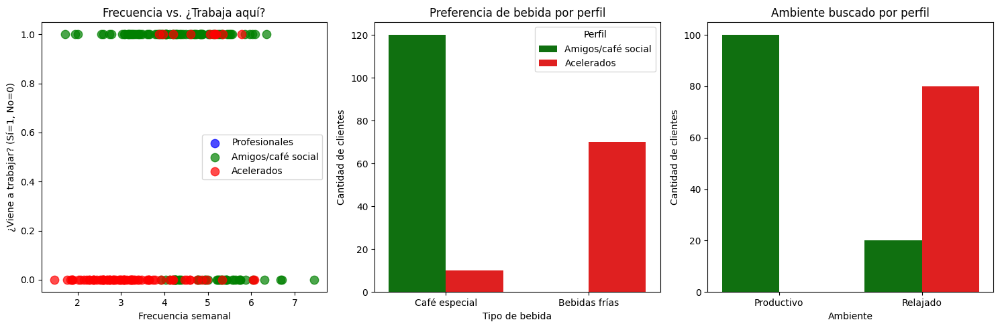 Frecuencia vs. ¿Trabaja aquí?
¿Viene a trabajar? (Sí=1, No=0)
1.0
0.8
0.6
0.4
0.2
0.0
Profesionales
Amigos/café social
Acelerados
2 3 4 5 6 7
Frecuencia semanal
Preferencia de bebida por perfil
Cantidad de clientes
120
100
80
60
40
20
0
Perfil
Amigos/café social
Acelerados
Café especial Bebidas frías
Tipo de bebida
Ambiente buscado por perfil
Cantidad de clientes
100
80
60
40
20
0
Productivo Relajado
Ambiente